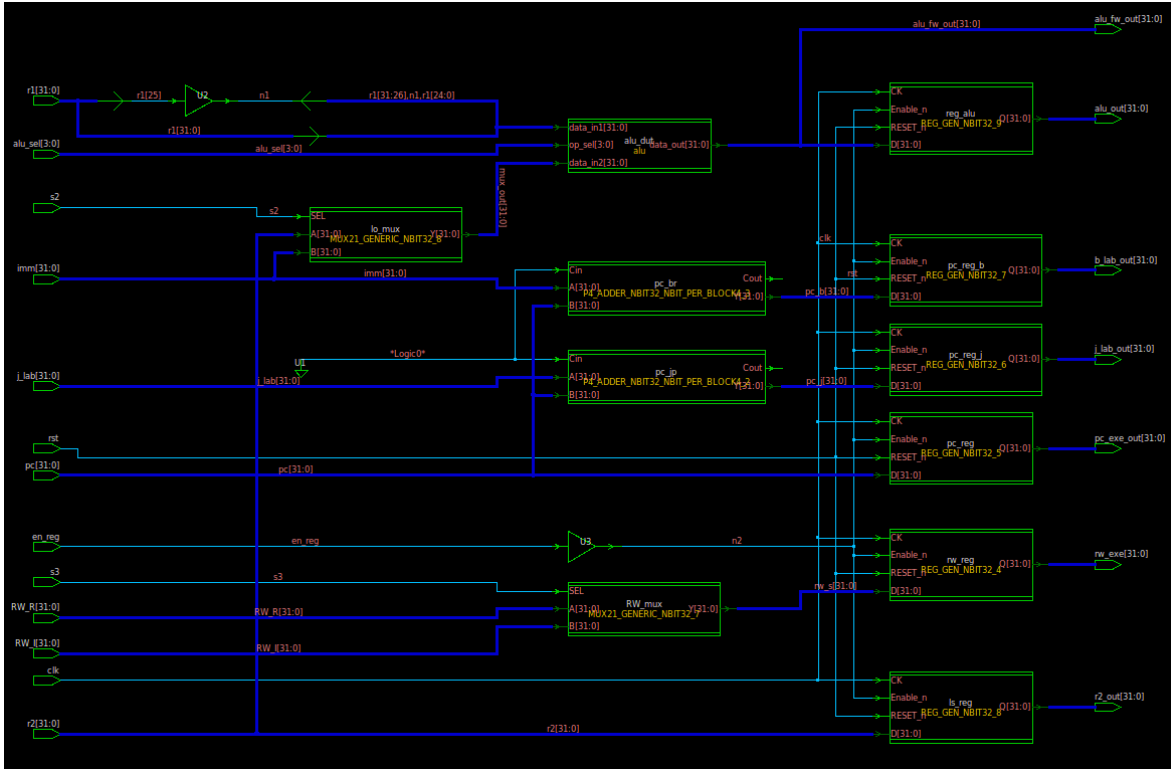 alu_fw_out[31:0]
alu_fw_out[31:0]
r1[31:0]
r1[25]
U2
n1
r1[31:26],n1,r1[24:0]
r1[31:0]
alu_sel[3:0]
alu_sel[3:0]
data_in1[31:0]
op_sel[3:0]
data_in2[31:0]
alu_dut
alu
data_out[31:0]
CK
Enable_n
RESET_n
D[31:0]
reg_alu
REG_GEN_NBIT32_9
Q[31:0]
alu_out[31:0]
s2
s2
SEL
A[31:0]
B[31:0]
lo_mux
MUX21_GENERIC_NBIT32_8
Y[31:0]
mux_out[31:0]
imm[31:0]
imm[31:0]
Cin
A[31:0]
B[31:0]
pc_br
P4_ADDER_NBIT32_NBIT_PER_BLOCK4_3
Cout
Y[31:0]
pc_b[31:0]
clk
rst
CK
Enable_n
RESET_n
D[31:0]
pc_reg_b
REG_GEN_NBIT32_7
Q[31:0]
b_lab_out[31:0]
U1
*Logic0*
j_lab[31:0]
j_lab[31:0]
Cin
A[31:0]
B[31:0]
pc_jp
P4_ADDER_NBIT32_NBIT_PER_BLOCK4_2
Cout
Y[31:0]
pc_j[31:0]
CK
Enable_n
RESET_n
D[31:0]
pc_reg_j
REG_GEN_NBIT32_6
Q[31:0]
j_lab_out[31:0]
rst
pc[31:0]
pc[31:0]
CK
Enable_n
RESET_n
D[31:0]
pc_reg
REG_GEN_NBIT32_5
Q[31:0]
pc_exe_out[31:0]
en_reg
en_reg
U3
n2
s3
s3
RW_R[31:0]
RW_R[31:0]
RW_I[31:0]
RW_I[31:0]
SEL
A[31:0]
B[31:0]
RW_mux
MUX21_GENERIC_NBIT32_7
Y[31:0]
rw_s[31:0]
CK
Enable_n
RESET_n
D[31:0]
rw_reg
REG_GEN_NBIT32_4
Q[31:0]
rw_exe[31:0]
clk
r2[31:0]
r2[31:0]
CK
Enable_n
RESET_n
D[31:0]
ls_reg
REG_GEN_NBIT32_8
Q[31:0]
r2_out[31:0]